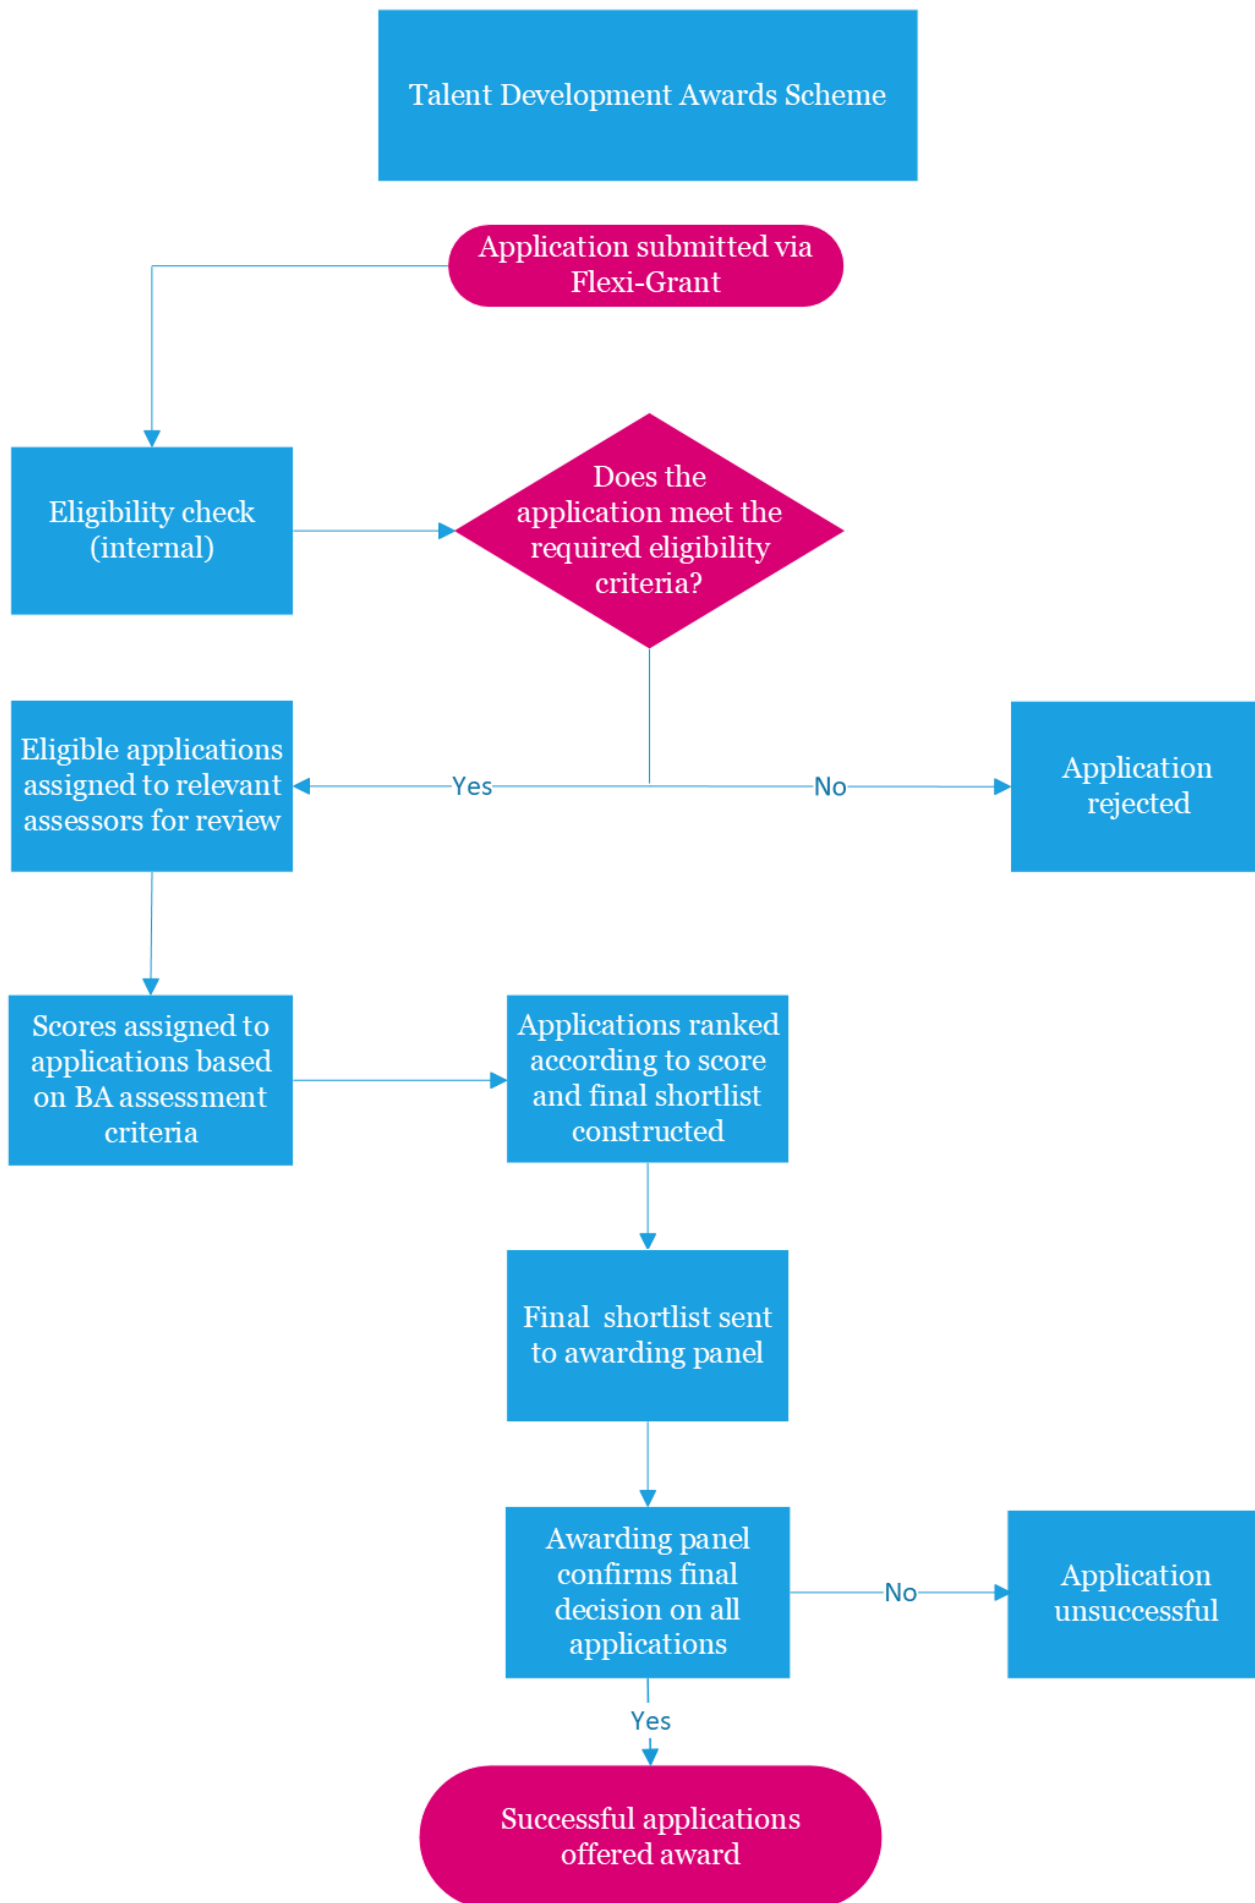 Talent Development Awards Scheme
Application submitted via
Flexi-Grant
Eligibility check
(internal)
Does the
application meet the
required eligibility
criteria?
Eligible applications
assigned to relevant
assessors for review
Yes
No
Application
rejected
Scores assigned to
applications based
on BA assessment
criteria
Applications ranked
according to score
and final shortlist
constructed
Final shortlist sent
to awarding panel
Awarding panel
confirms final
decision on all
applications
No
Application
unsuccessful
Yes
Successful applications
offered award